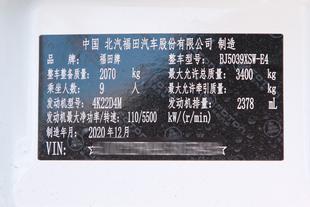 中国 北汽福田汽车股份有限公司 制造
品 牌: 福田牌 整车型号: BJ5039XSW-E4
整车整备质量: 2070 kg 最大允许总质量: 3400 kg
乘坐人数: 9 人 最大允许牵引质量: kg
发动机型号: 4K22D4M 发动机排量: 2378 mL
发动机最大净功率/转速: 110/5500 kW/(r/min)
制造年月: 2020年12月
VIN: